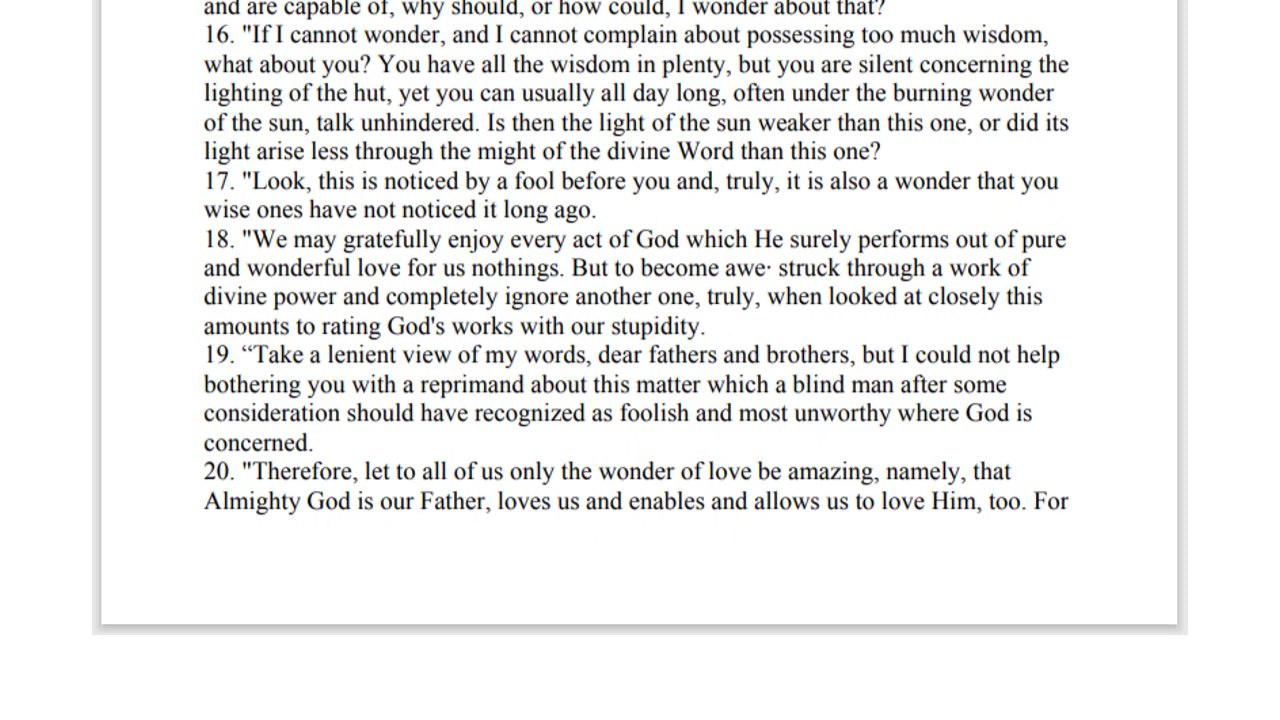 and are capable of, why should, or how could, I wonder about that?
16. "If I cannot wonder, and I cannot complain about possessing too much wisdom,
what about you? You have all the wisdom in plenty, but you are silent concerning the
lighting of the hut, yet you can usually all day long, often under the burning wonder
of the sun, talk unhindered. Is then the light of the sun weaker than this one, or did its
light arise less through the might of the divine Word than this one?
17. "Look, this is noticed by a fool before you and, truly, it is also a wonder that you
wise ones have not noticed it long ago.
18. "We may gratefully enjoy every act of God which He surely performs out of pure
and wonderful love for us nothings. But to become awe· struck through a work of
divine power and completely ignore another one, truly, when looked at closely this
amounts to rating God's works with our stupidity.
19. “Take a lenient view of my words, dear fathers and brothers, but I could not help
bothering you with a reprimand about this matter which a blind man after some
consideration should have recognized as foolish and most unworthy where God is
concerned.
20. "Therefore, let to all of us only the wonder of love be amazing, namely, that
Almighty God is our Father, loves us and enables and allows us to love Him, too. For